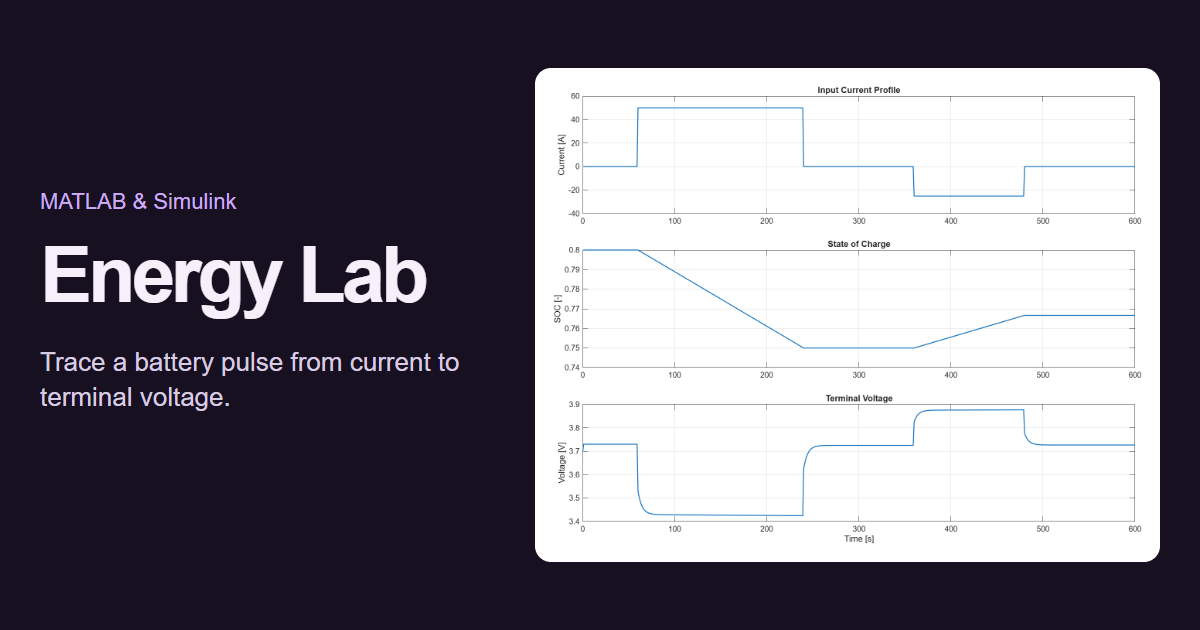 MATLAB & Simulink
Energy Lab
Trace a battery pulse from current to
terminal voltage.
Input Current Profile
Current [A]
60
40
20
0
-20
-40
0 100 200 300 400 500 600
State of Charge
SOC [-]
0.8
0.79
0.78
0.77
0.76
0.75
0.74
0 100 200 300 400 500 600
Terminal Voltage
Voltage [V]
3.9
3.8
3.7
3.6
3.5
3.4
0 100 200 300 400 500 600
Time [s]